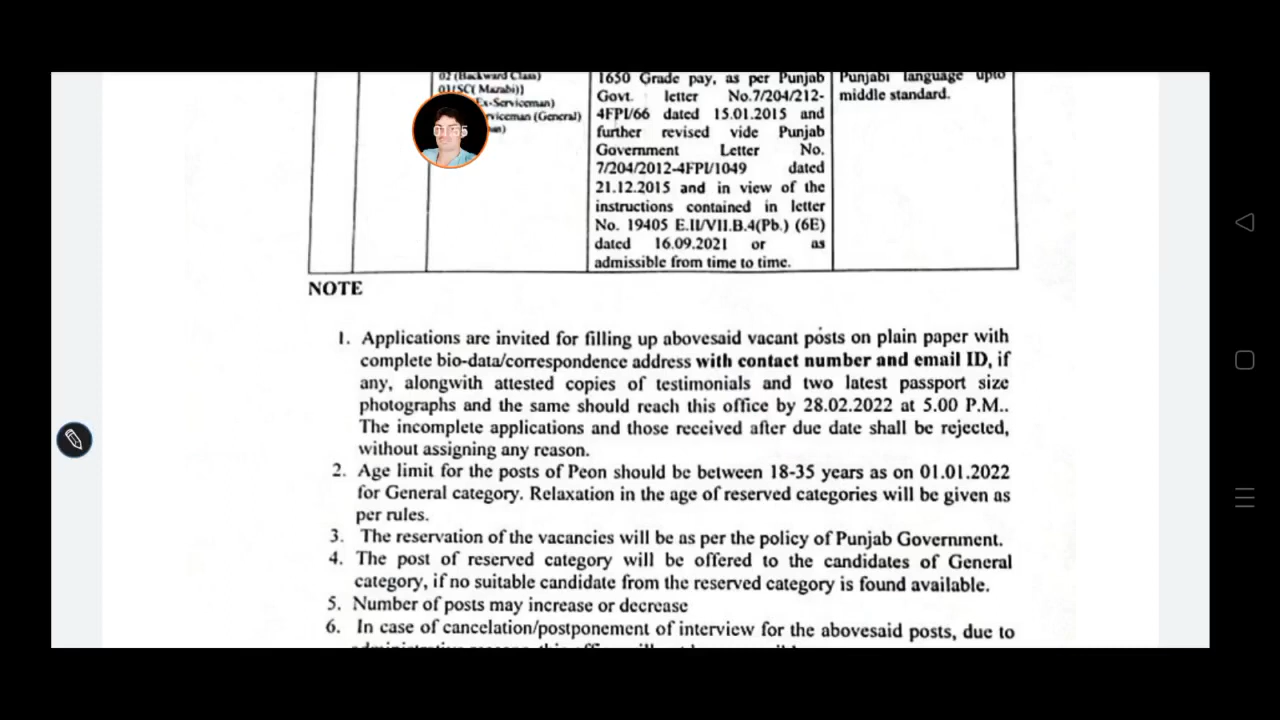 02 (Backward Class)
01(SC( Mazabi))
Ex-Serviceman)
rviceman (General)
1650 Grade pay, as per Punjab
Govt. letter No.7/204/212-
4FPI/66 dated 15.01.2015 and
further revised vide Punjab
Government Letter No.
7/204/2012-4FPI/1049 dated
21.12.2015 and in view of the
instructions contained in letter
No. 19405 E.II/VII.B.4(Pb.) (6E)
dated 16.09.2021 or as
admissible from time to time.
Punjabi language upto
middle standard.
NOTE
1. Applications are invited for filling up abovesaid vacant posts on plain paper with
complete bio-data/correspondence address with contact number and email ID, if
any, alongwith attested copies of testimonials and two latest passport size
photographs and the same should reach this office by 28.02.2022 at 5.00 P.M..
The incomplete applications and those received after due date shall be rejected,
without assigning any reason.
2. Age limit for the posts of Peon should be between 18-35 years as on 01.01.2022
for General category. Relaxation in the age of reserved categories will be given as
per rules.
3. The reservation of the vacancies will be as per the policy of Punjab Government.
4. The post of reserved category will be offered to the candidates of General
category, if no suitable candidate from the reserved category is found available.
5. Number of posts may increase or decrease
6. In case of cancelation/postponement of interview for the abovesaid posts, due to